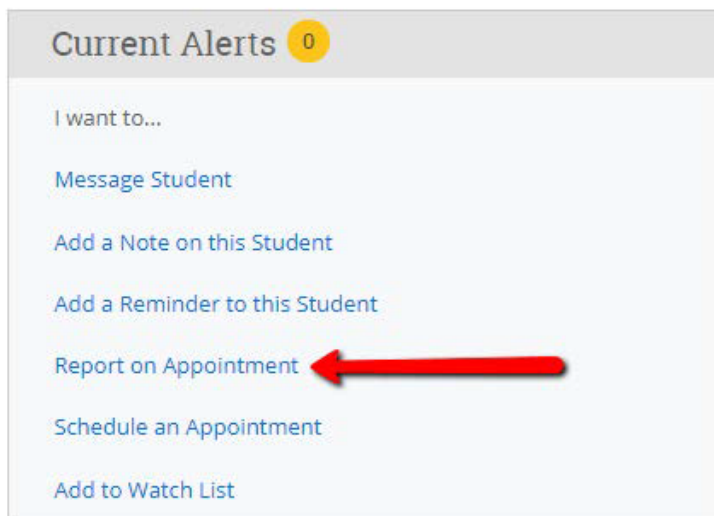 Current Alerts 0
I want to...
Message Student
Add a Note on this Student
Add a Reminder to this Student
Report on Appointment
Schedule an Appointment
Add to Watch List